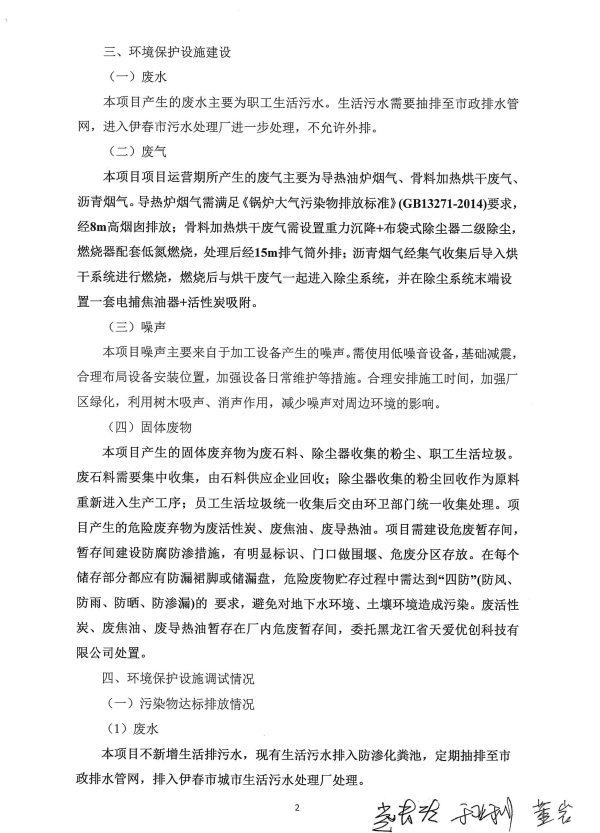 三、环境保护设施建设
（一）废水
本项目产生的废水主要为职工生活污水。生活污水需要抽排至市政排水管
网，进入伊春市污水处理厂进一步处理，不允许外排。
（二）废气
本项目项目运营期所产生的废气主要为导热油炉烟气、骨料加热烘干废气、
沥青烟气。导热炉烟气需满足《锅炉大气污染物排放标准》(GB13271-2014)要求，
经8m高烟囱排放；骨料加热烘干废气需设置重力沉降+布袋式除尘器二级除尘，
燃烧器配套低氮燃烧，处理后经15m排气筒外排；沥青烟气经集气收集后导入烘
干系统进行燃烧，燃烧后与烘干废气一起进入除尘系统，并在除尘系统末端设
置一套电捕焦油器+活性炭吸附。
（三）噪声
本项目噪声主要来自于加工设备产生的噪声。需使用低噪音设备，基础减震，
合理布局设备安装位置，加强设备日常维护等措施。合理安排施工时间，加强厂
区绿化，利用树木吸声、消声作用，减少噪声对周边环境的影响。
（四）固体废物
本项目产生的固体废弃物为废石料、除尘器收集的粉尘、职工生活垃圾。
废石料需要集中收集，由石料供应企业回收；除尘器收集的粉尘回收作为原料
重新进入生产工序；员工生活垃圾统一收集后交由环卫部门统一收集处理。项
目产生的危险废弃物为废活性炭、废焦油、废导热油。项目需建设危废暂存间，
暂存间建设防腐防渗措施，有明显标识、门口做围堰、危废分区存放。在每个
储存部分都应有防漏裙脚或储漏盘，危险废物贮存过程中需达到“四防”(防风、
防雨、防晒、防渗漏)的 要求，避免对地下水环境、土壤环境造成污染。废活性
炭、废焦油、废导热油暂存在厂内危废暂存间，委托黑龙江省天爱优创科技有
限公司处置。
四、环境保护设施调试情况
（一）污染物达标排放情况
（1）废水
本项目不新增生活排污水，现有生活污水排入防渗化粪池，定期抽排至市
政排水管网，排入伊春市城市生活污水处理厂处理。
2
董岩